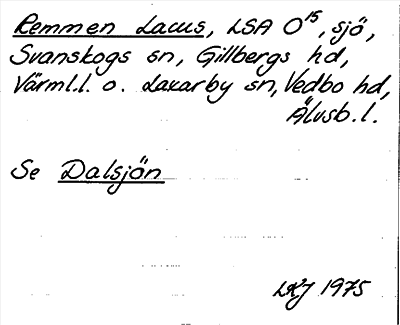 Remmen Lacus, LSA O¹⁵, sjö,
Svanskogs sn, Gillbergs hd,
Värml.l. o. Laxarby sn, Vedbo hd,
Älvsb.l.
Se Dalsjön
LKJ 1975